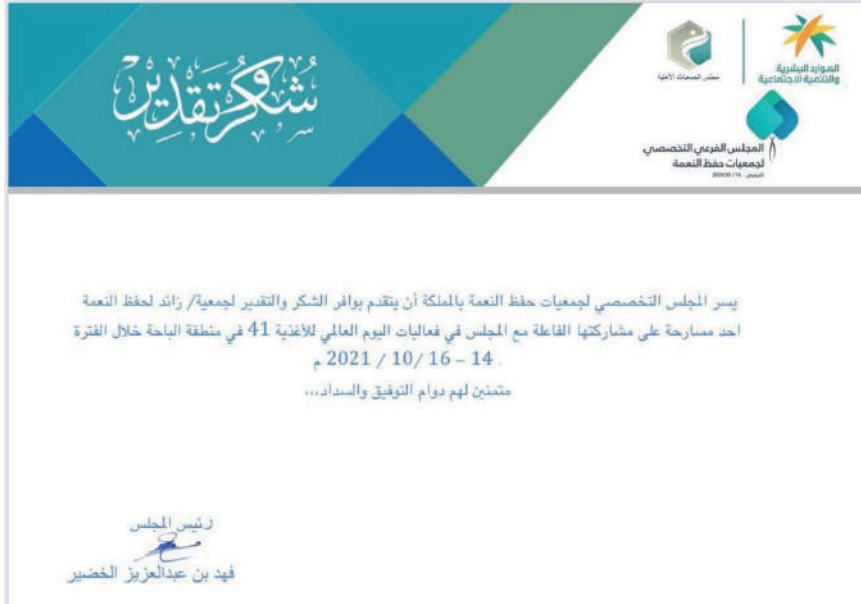 شكر وتقدير
الموارد البشرية
والتنمية الاجتماعية
مجلس الجمعيات الأهلية
المجلس الفرعي التخصصي
لجمعيات حفظ النعمة
يسر المجلس التخصصي لجمعيات حفظ النعمة بالمملكة أن يتقدم بوافر الشكر والتقدير لجمعية/ زائد لحفظ النعمة
احد مسارحة على مشاركتها الفاعلة مع المجلس في فعاليات اليوم العالمي للأغذية 41 في منطقة الباحة خلال الفترة
14 – 16 /10 / 2021 م .
متمنين لهم دوام التوفيق والسداد...
رئيس المجلس
فهد بن عبدالعزيز الخضير